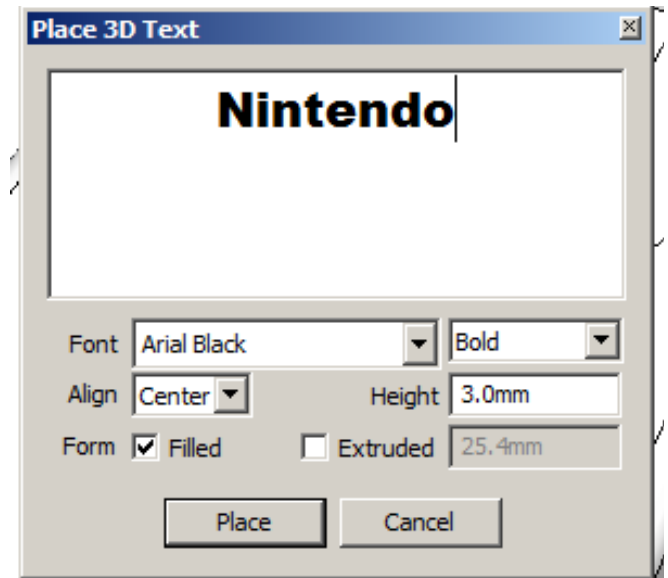 Place 3D Text
Nintendo
Font Arial Black Bold
Align Center Height 3.0mm
Form Filled Extruded 25.4mm
Place Cancel